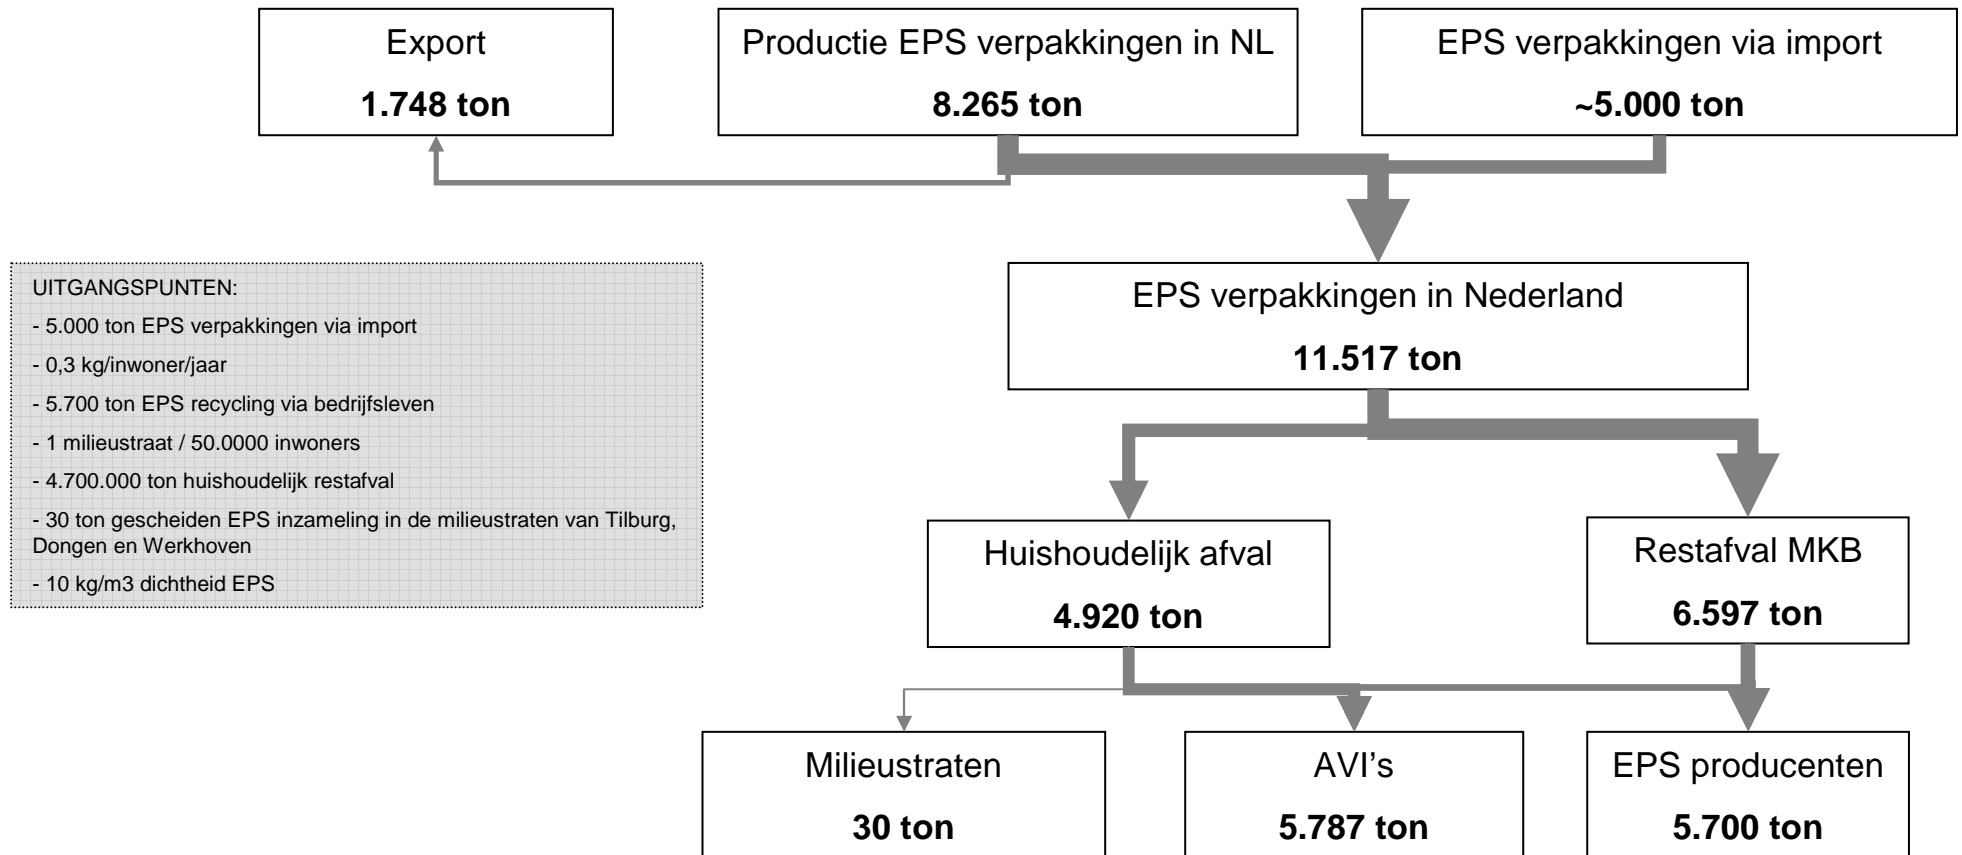 Export
1.748 ton
Productie EPS verpakkingen in NL
8.265 ton
EPS verpakkingen via import
~5.000 ton
UITGANGSPUNTEN:
- 5.000 ton EPS verpakkingen via import
- 0,3 kg/inwoner/jaar
- 5.700 ton EPS recycling via bedrijfsleven
- 1 milieustraat / 50.0000 inwoners
- 4.700.000 ton huishoudelijk restafval
- 30 ton gescheiden EPS inzameling in de milieustraten van Tilburg,
Dongen en Werkhoven
- 10 kg/m3 dichtheid EPS
EPS verpakkingen in Nederland
11.517 ton
Huishoudelijk afval
4.920 ton
Restafval MKB
6.597 ton
Milieustraten
30 ton
AVI's
5.787 ton
EPS producenten
5.700 ton